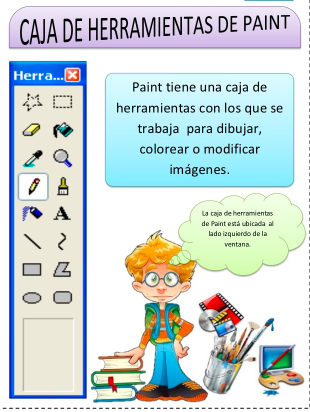 CAJA DE HERRAMIENTAS DE PAINT
Herra...
Paint tiene una caja de
herramientas con los que se
trabaja para dibujar,
colorear o modificar
imágenes.
A
La caja de herramientas
de Paint está ubicada al
lado izquierdo de la
ventana.